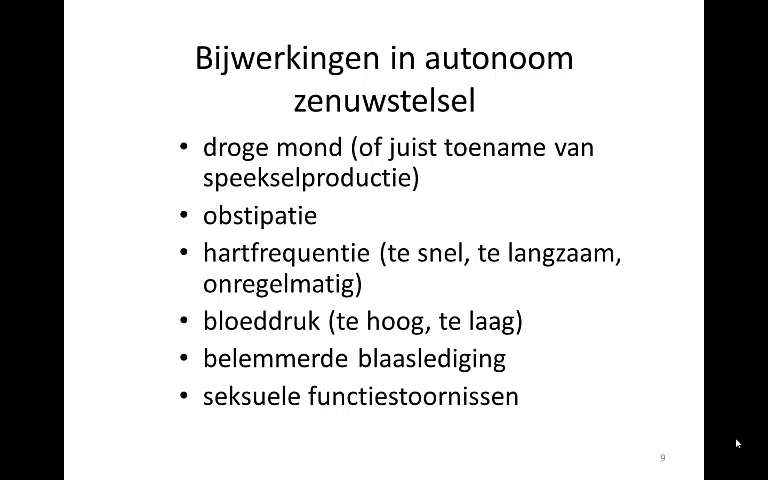 Bijwerkingen in autonoom
zenuwstelsel
• droge mond (of juist toename van
speekselproductie)
• obstipatie
• hartfrequentie (te snel, te langzaam,
onregelmatig)
• bloeddruk (te hoog, te laag)
• belemmerde blaaslediging
• seksuele functiestoornissen
9